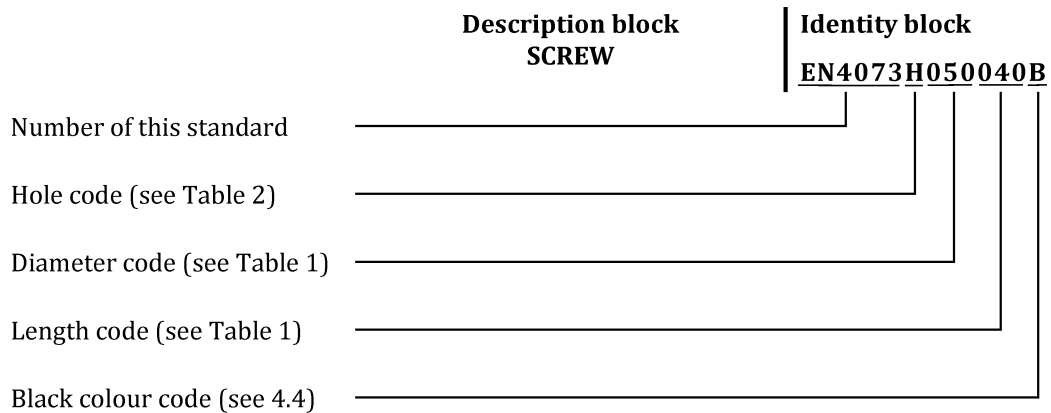 Description block
SCREW
Identity block
EN4073H050040B
Number of this standard
Hole code (see Table 2)
Diameter code (see Table 1)
Length code (see Table 1)
Black colour code (see 4.4)